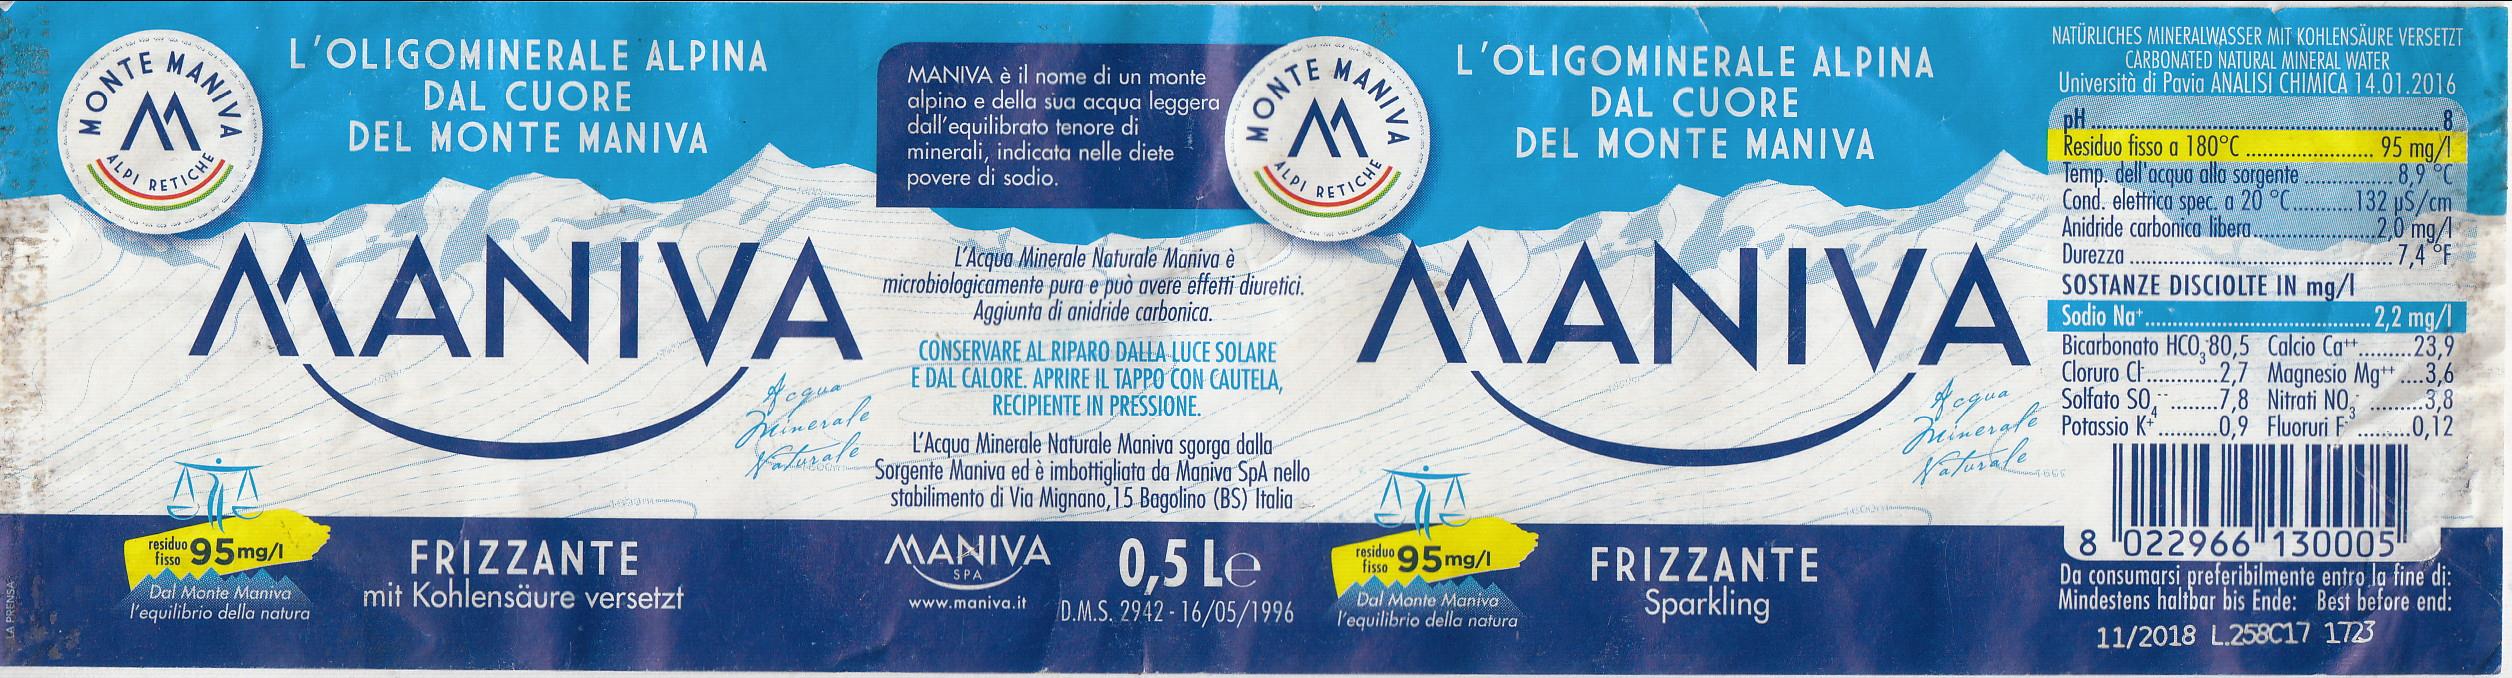 MONTE MANIVA
ALPI RETICHE
L'OLIGOMINERALE ALPINA
DAL CUORE
DEL MONTE MANIVA
MANIVA
Acqua
Minerale
Naturale
residuo
fisso 95 mg/l
Dal Monte Maniva
l'equilibrio della natura
FRIZZANTE
mit Kohlensäure versetzt
LA PRENSA
MANIVA è il nome di un monte
alpino e della sua acqua leggera
dall'equilibrato tenore di
minerali, indicata nelle diete
povere di sodio.
L'Acqua Minerale Naturale Maniva è
microbiologicamente pura e può avere effetti diuretici.
Aggiunta di anidride carbonica.
CONSERVARE AL RIPARO DALLA LUCE SOLARE
E DAL CALORE. APRIRE IL TAPPO CON CAUTELA,
RECIPIENTE IN PRESSIONE.
L'Acqua Minerale Naturale Maniva sgorga dalla
Sorgente Maniva ed è imbottigliata da Maniva SpA nello
stabilimento di Via Mignano,15 Bagolino (BS) Italia
MANIVA
SPA
www.maniva.it
0,5 L e
D.M.S. 2942 - 16/05/1996
MONTE MANIVA
ALPI RETICHE
L'OLIGOMINERALE ALPINA
DAL CUORE
DEL MONTE MANIVA
MANIVA
Acqua
Minerale
Naturale
residuo
fisso 95 mg/l
Dal Monte Maniva
l'equilibrio della natura
FRIZZANTE
Sparkling
NATÜRLICHES MINERALWASSER MIT KOHLENSÄURE VERSETZT
CARBONATED NATURAL MINERAL WATER
Università di Pavia ANALISI CHIMICA 14.01.2016
pH 8
Residuo fisso a 180°C 95 mg/l
Temp. dell'acqua alla sorgente 8,9 °C
Cond. elettrica spec. a 20 °C 132 µS/cm
Anidride carbonica libera 2,0 mg/l
Durezza 7,4 °F
SOSTANZE DISCIOLTE IN mg/l
Sodio Na+ 2,2 mg/l
Bicarbonato HCO3- 80,5 Calcio Ca++ 23,9
Cloruro Cl- 2,7 Magnesio Mg++ 3,6
Solfato SO4-- 7,8 Nitrati NO3- 3,8
Potassio K+ 0,9 Fluoruri F- 0,12
8 022966 130005
Da consumarsi preferibilmente entro la fine di:
Mindestens haltbar bis Ende: Best before end:
11/2018 L.258C17 1723